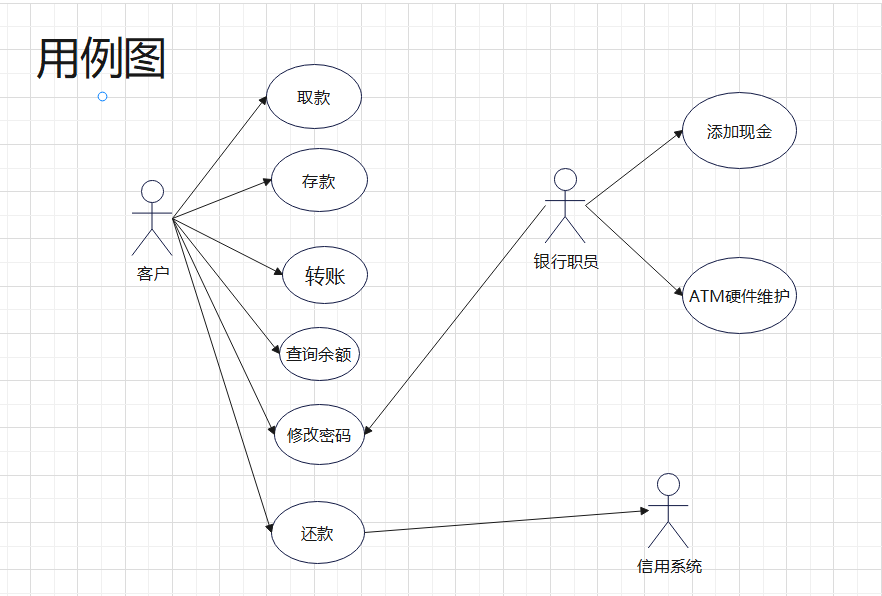 用例图
取款
存款
转账
查询余额
修改密码
还款
客户
银行职员
添加现金
ATM硬件维护
信用系统